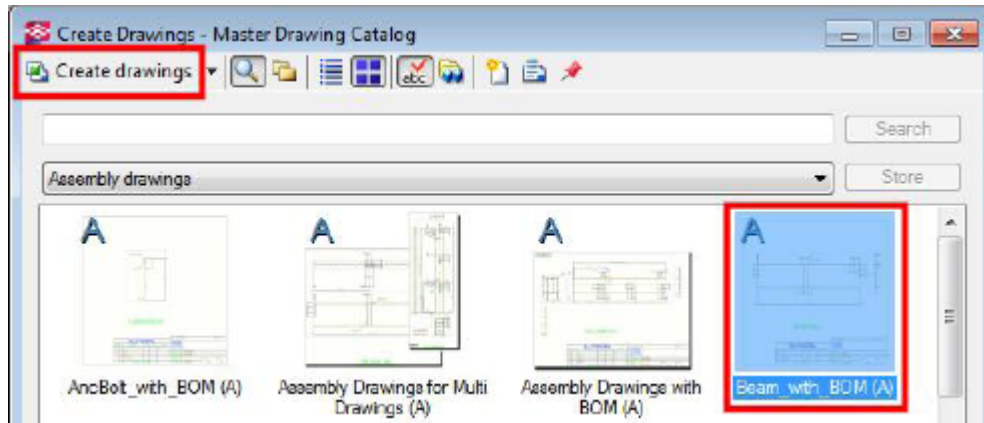 Create Drawings - Master Drawing Catalog
Create drawings
abc
Search
Assembly drawings
Store
A
A
A
A
AncBolt_with_BOM (A)
Assembly Drawings for Multi
Drawings (A)
Assembly Drawings with
BOM (A)
Beam_with_BOM (A)